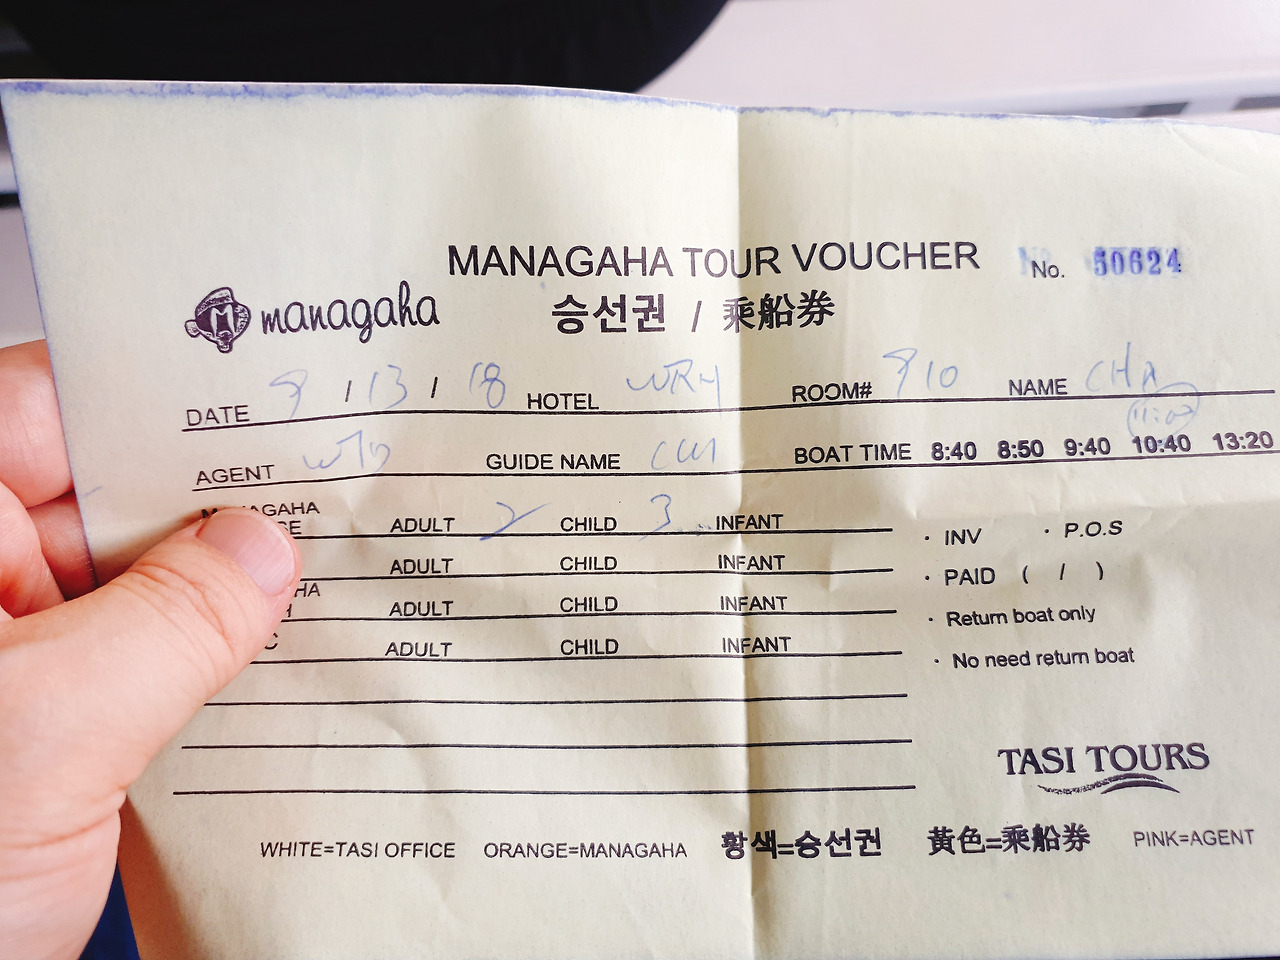 MANAGAHA TOUR VOUCHER No. 50624
managaha
승선권 / 乗船券
DATE 9 / 13 / 18 HOTEL WRH ROOM# 910 NAME CHA
AGENT GUIDE NAME BOAT TIME 8:40 8:50 9:40 10:40 13:20
MANAGAHA
ADULT 2 CHILD 3 INFANT
ADULT CHILD INFANT
ADULT CHILD INFANT
ADULT CHILD INFANT
· INV · P.O.S
· PAID ( / )
· Return boat only
· No need return boat
TASI TOURS
WHITE=TASI OFFICE ORANGE=MANAGAHA 황색=승선권 黃色=乗船券 PINK=AGENT